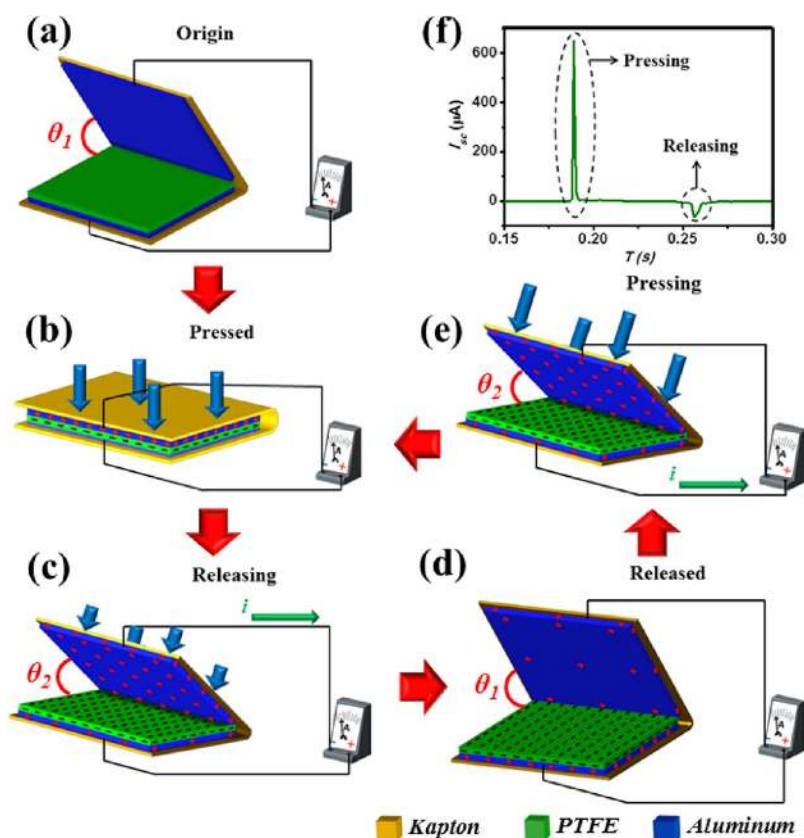 (a)
Origin
θ1
A
- +
(f)
Isc (μA)
600
400
200
0
0.15
0.20
0.25
0.30
T (s)
Pressing
Releasing
(b)
Pressed
A
- +
Pressing
(e)
θ2
i
A
- +
(c)
Releasing
i
θ2
A
- +
(d)
Released
θ1
A
- +
Kapton
PTFE
Aluminum